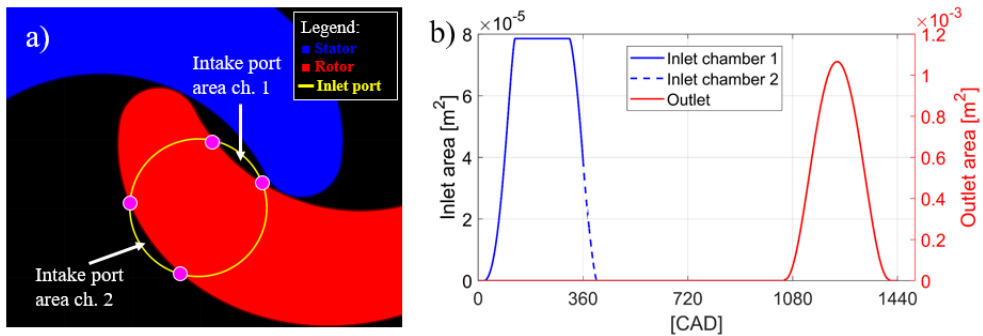 a)
Legend:
Stator
Rotor
Inlet port
Intake port
area ch. 1
Intake port
area ch. 2
b)
×10⁻⁵
×10⁻³
8
6
4
2
0
Inlet area [m²]
Inlet chamber 1
Inlet chamber 2
Outlet
1.2
1
0.8
0.6
0.4
0.2
0
Outlet area [m²]
0
360
720
1080
1440
[CAD]